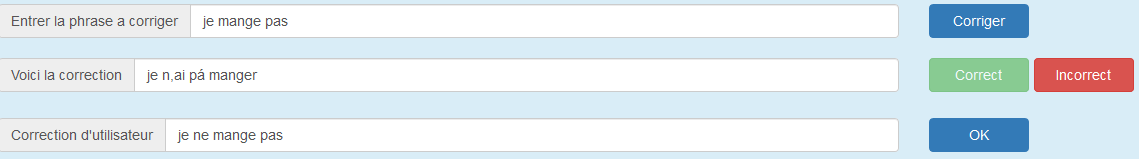 Entrer la phrase a corriger je mange pas Corriger
Voici la correction je n,ai pá manger Correct Incorrect
Correction d'utilisateur je ne mange pas OK